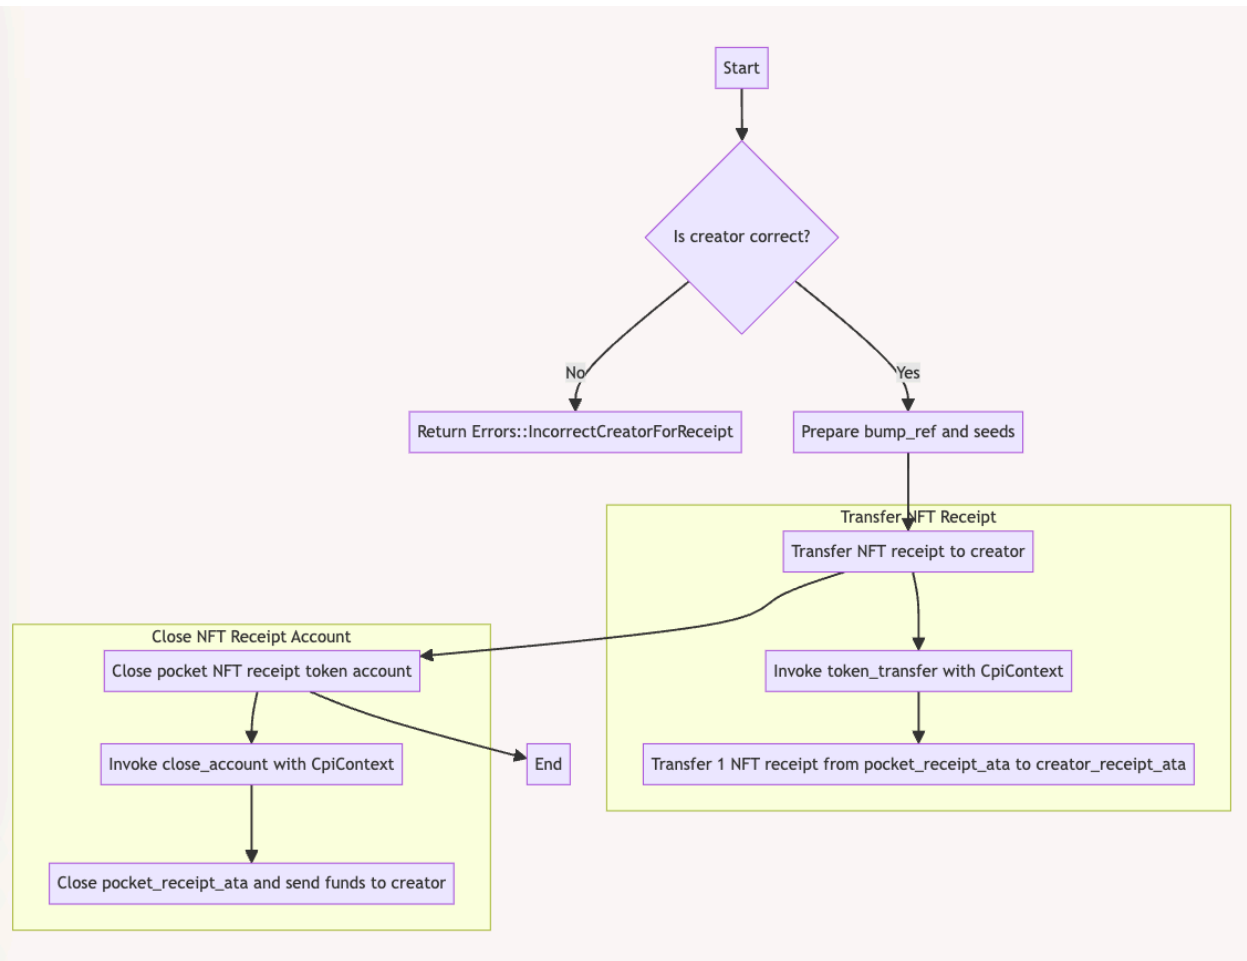 Start
Is creator correct?
No
Yes
Return Errors::IncorrectCreatorForReceipt
Prepare bump_ref and seeds
Transfer NFT Receipt
Transfer NFT receipt to creator
Close NFT Receipt Account
Close pocket NFT receipt token account
Invoke token_transfer with CpiContext
Invoke close_account with CpiContext
End
Transfer 1 NFT receipt from pocket_receipt_ata to creator_receipt_ata
Close pocket_receipt_ata and send funds to creator